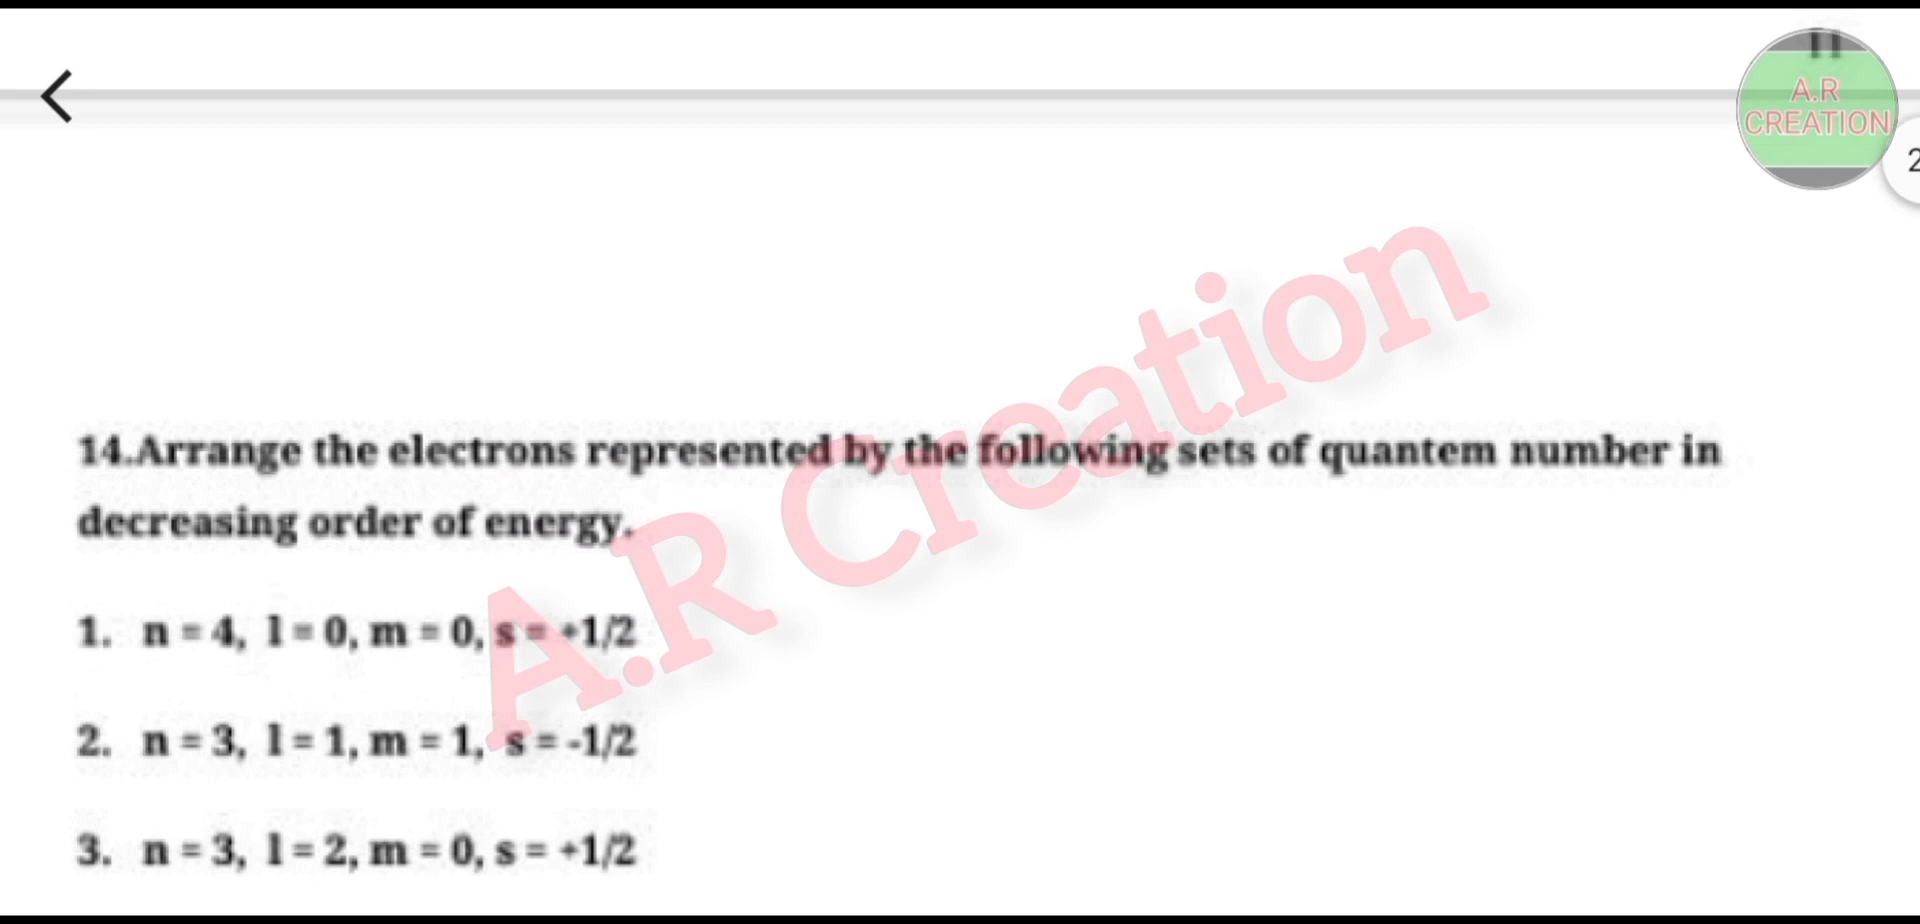 A.R
CREATION
2
A.R Creation
14.Arrange the electrons represented by the following sets of quantem number in
decreasing order of energy.
1. n = 4, l = 0, m = 0, s = +1/2
2. n = 3, l = 1, m = 1, s = -1/2
3. n = 3, l = 2, m = 0, s = +1/2